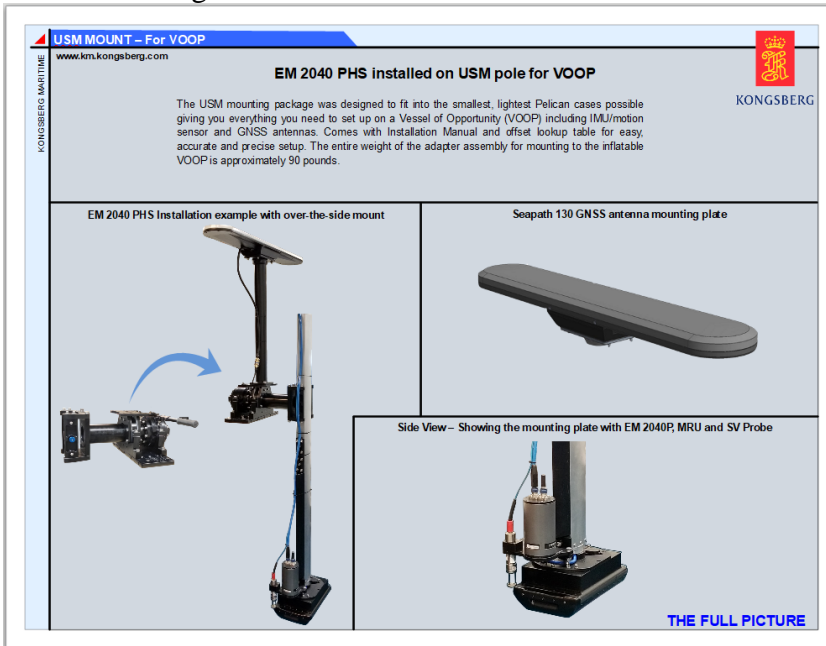 USM MOUNT – For VOOP
www.km.kongsberg.com
KONGSBERG MARITIME
EM 2040 PHS installed on USM pole for VOOP
KONGSBERG
The USM mounting package was designed to fit into the smallest, lightest Pelican cases possible
giving you everything you need to set up on a Vessel of Opportunity (VOOP) including IMU/motion
sensor and GNSS antennas. Comes with Installation Manual and offset lookup table for easy,
accurate and precise setup. The entire weight of the adapter assembly for mounting to the inflatable
VOOP is approximately 90 pounds.
EM 2040 PHS Installation example with over-the-side mount
Seapath 130 GNSS antenna mounting plate
Side View – Showing the mounting plate with EM 2040P, MRU and SV Probe
THE FULL PICTURE